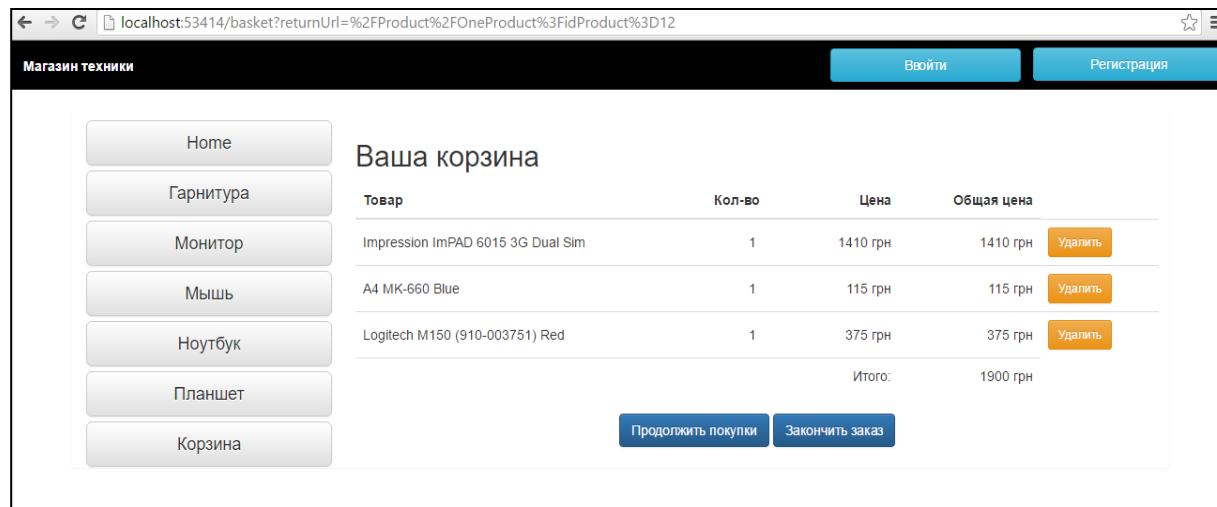 localhost:53414/basket?returnUrl=%2FProduct%2FOneProduct%3FidProduct%3D12
Магазин техники Ввойти Регистрация
Home
Гарнитура
Монитор
Мышь
Ноутбук
Планшет
Корзина
Ваша корзина
Товар Кол-во Цена Общая цена
Impression ImPAD 6015 3G Dual Sim 1 1410 грн 1410 грн Удалить
A4 MK-660 Blue 1 115 грн 115 грн Удалить
Logitech M150 (910-003751) Red 1 375 грн 375 грн Удалить
Итого: 1900 грн
Продолжить покупки Закончить заказ